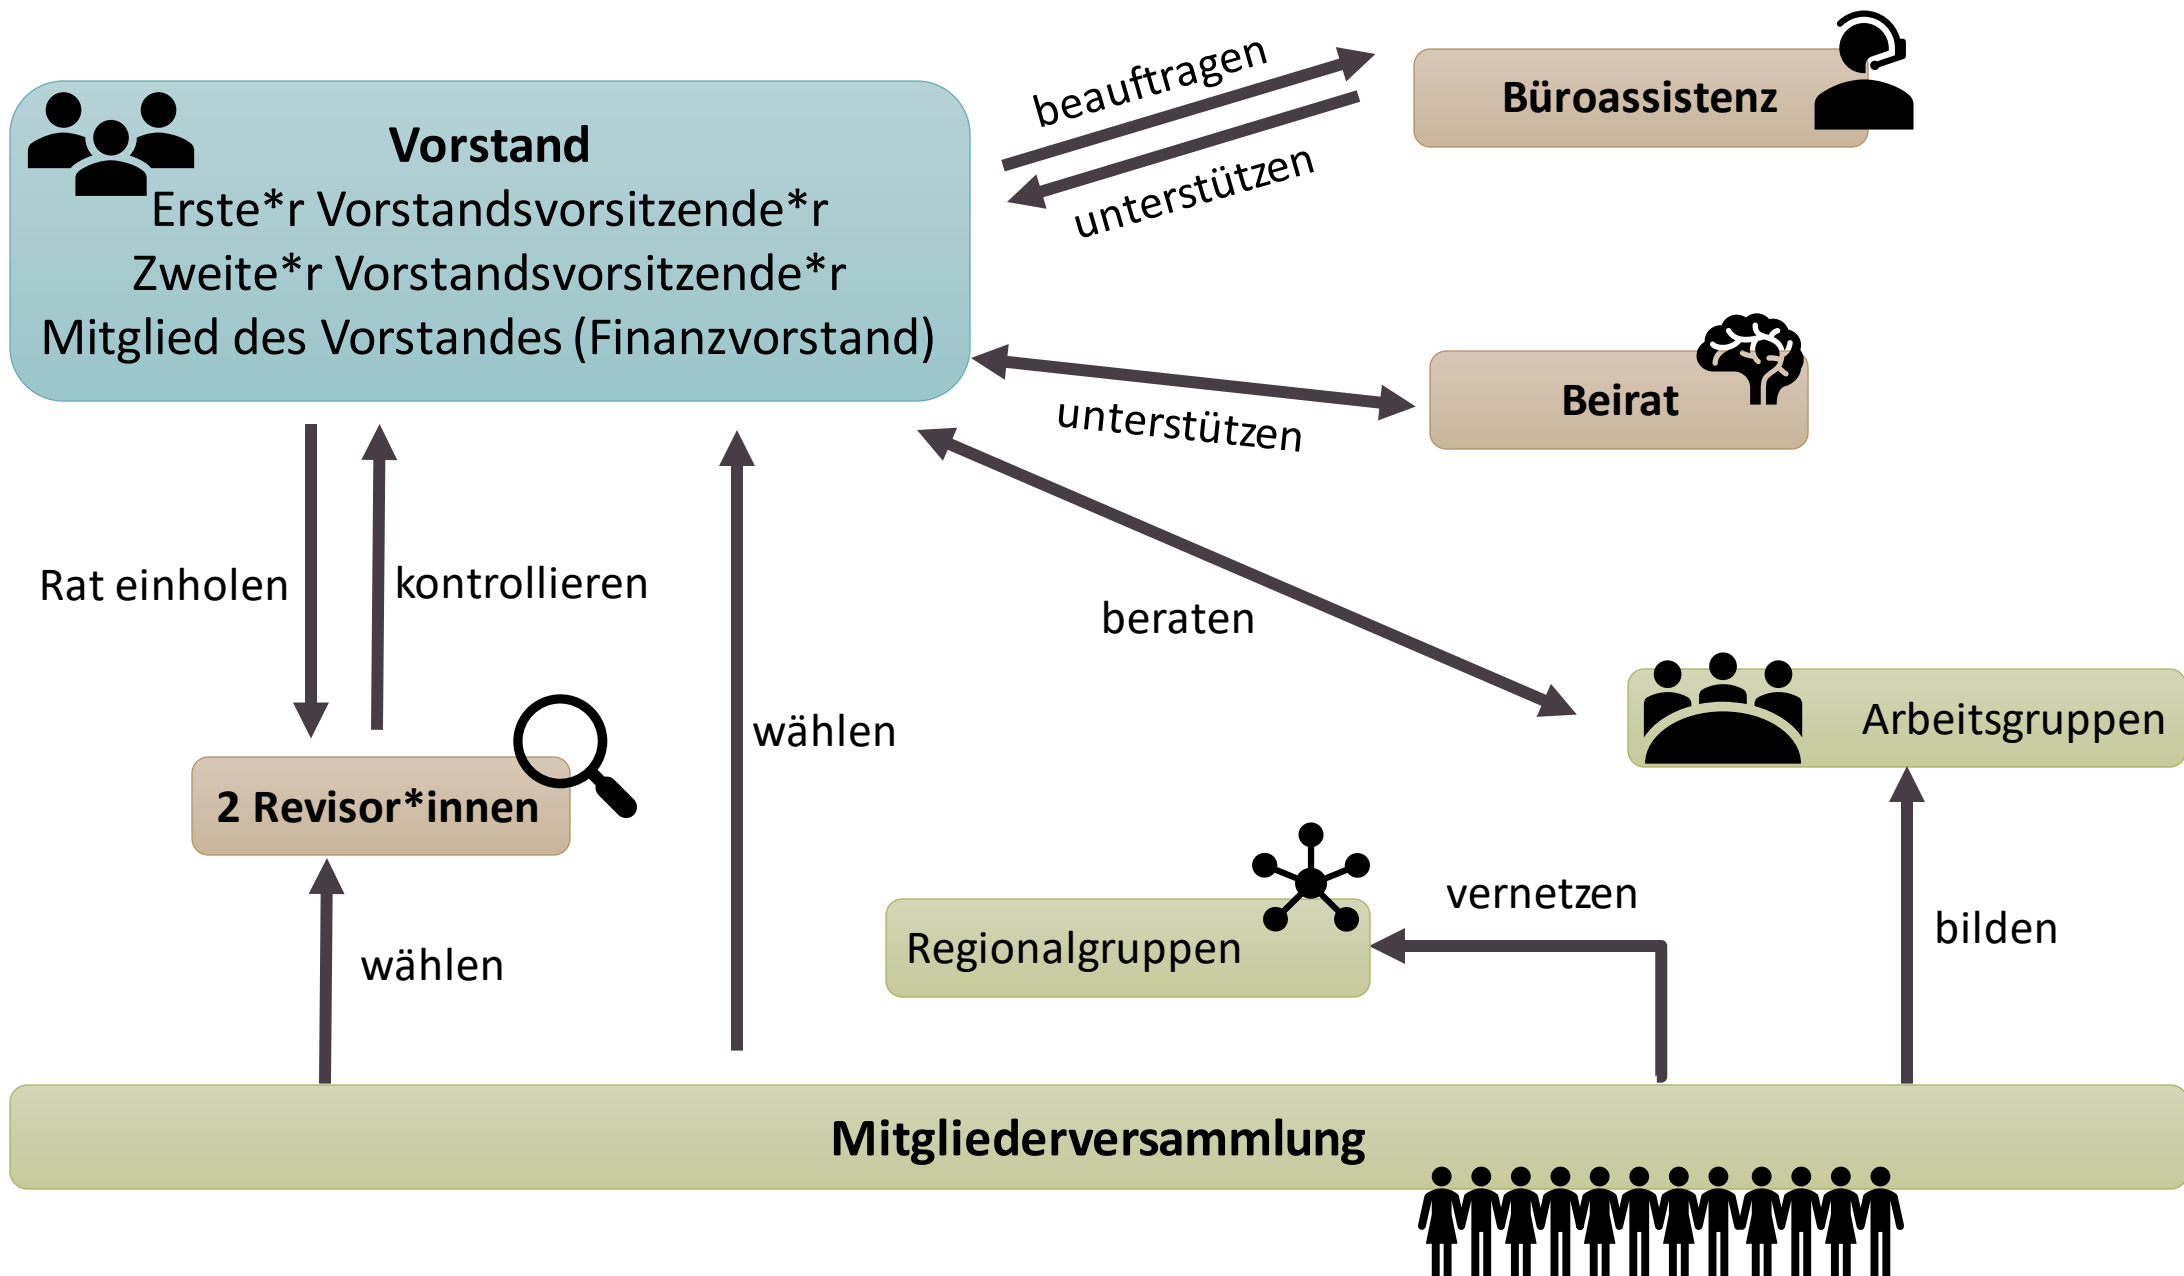 beauftragen
Büroassistenz
Vorstand
Erste*r Vorstandsvorsitzende*r
Zweite*r Vorstandsvorsitzende*r
Mitglied des Vorstandes (Finanzvorstand)
unterstützen
Beirat
unterstützen
Rat einholen
kontrollieren
beraten
wählen
Arbeitsgruppen
2 Revisor*innen
vernetzen
bilden
Regionalgruppen
wählen
Mitgliederversammlung